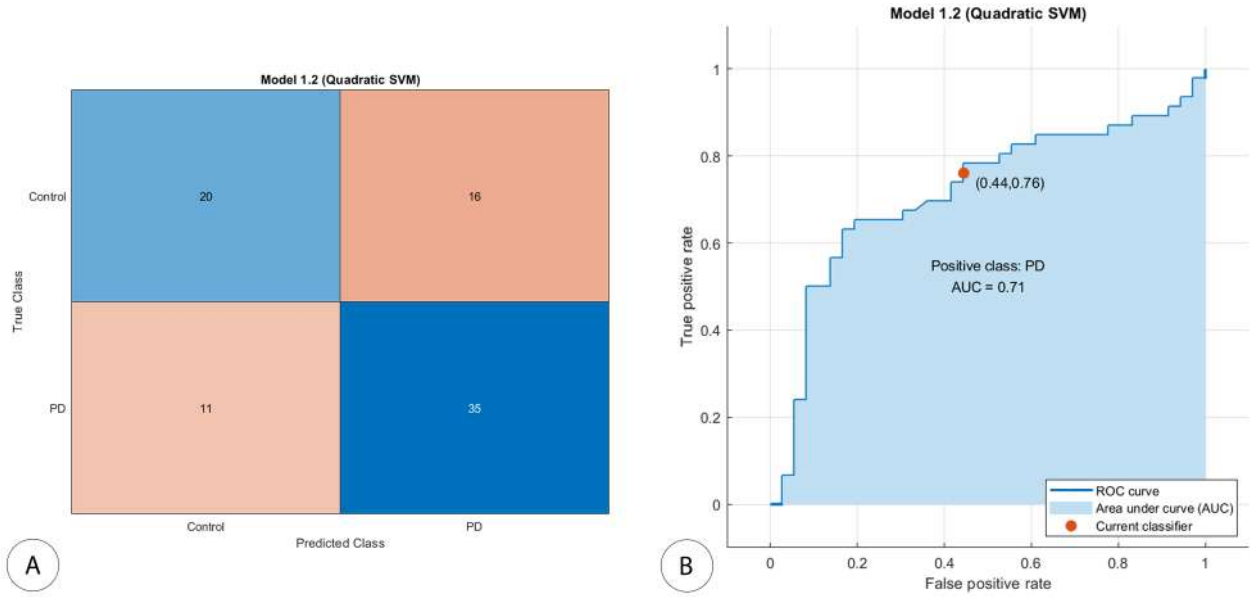 Model 1.2 (Quadratic SVM)
True Class
Control
20
16
PD
11
35
Control
PD
Predicted Class
A
Model 1.2 (Quadratic SVM)
True positive rate
1
0.8
0.6
0.4
0.2
0
(0.44,0.76)
Positive class: PD
AUC = 0.71
ROC curve
Area under curve (AUC)
Current classifier
0
0.2
0.4
0.6
0.8
1
False positive rate
B